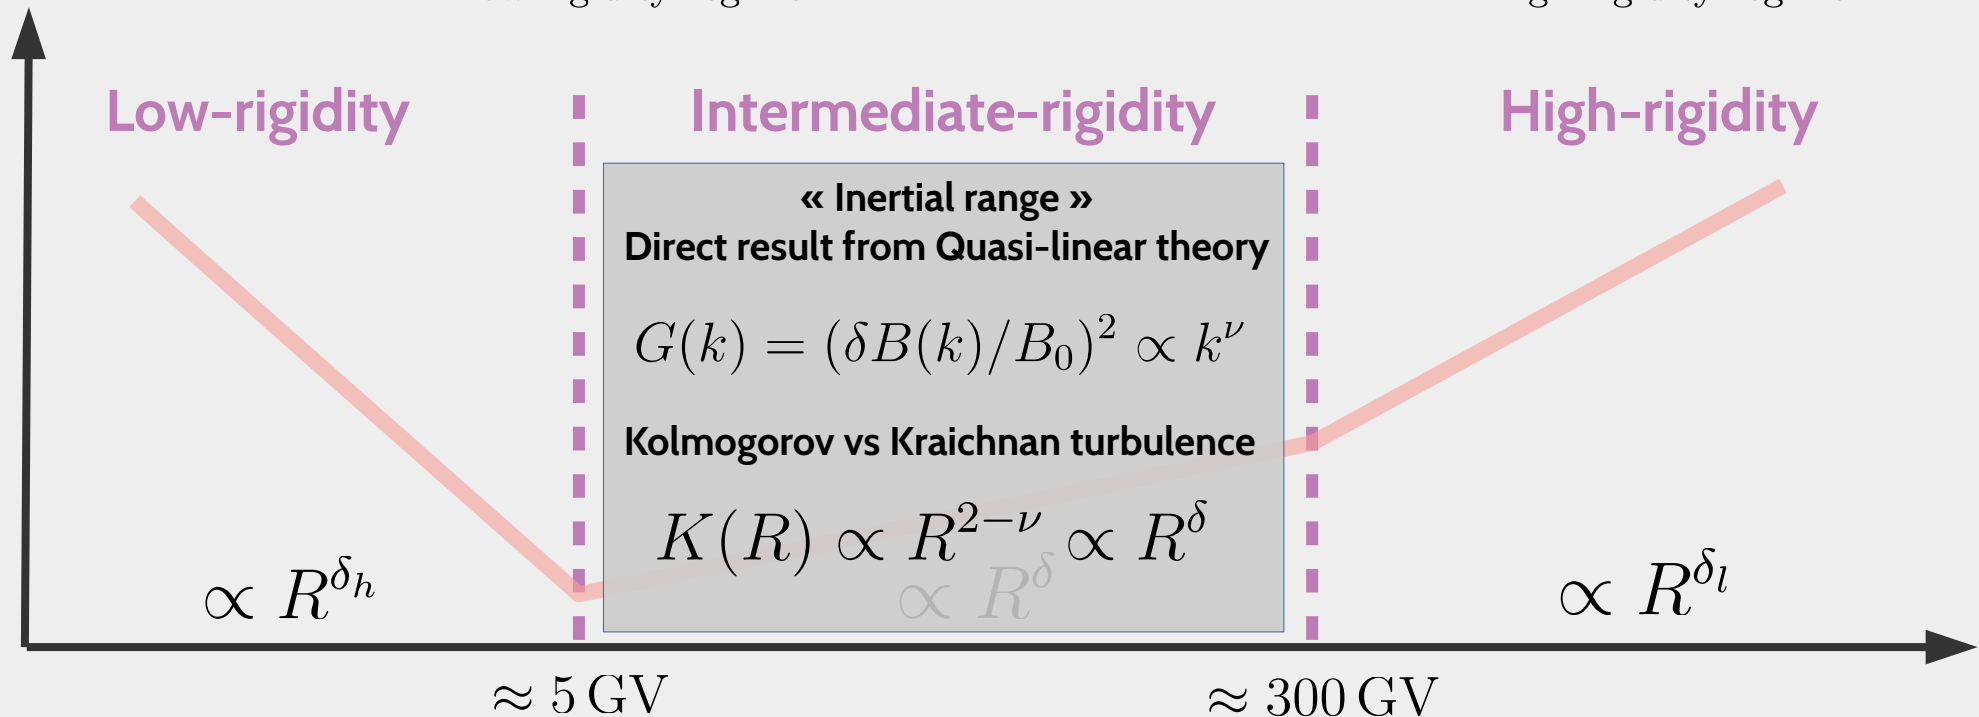 Low-rigidity
Intermediate-rigidity
High-rigidity
« Inertial range »
Direct result from Quasi-linear theory
G(k) = (δB(k)/B₀)² ∝ k^ν
Kolmogorov vs Kraichnan turbulence
K(R) ∝ R^{2−ν} ∝ R^δ
∝ R^{δ_h}
∝ R^δ
∝ R^{δ_l}
≈ 5 GV
≈ 300 GV